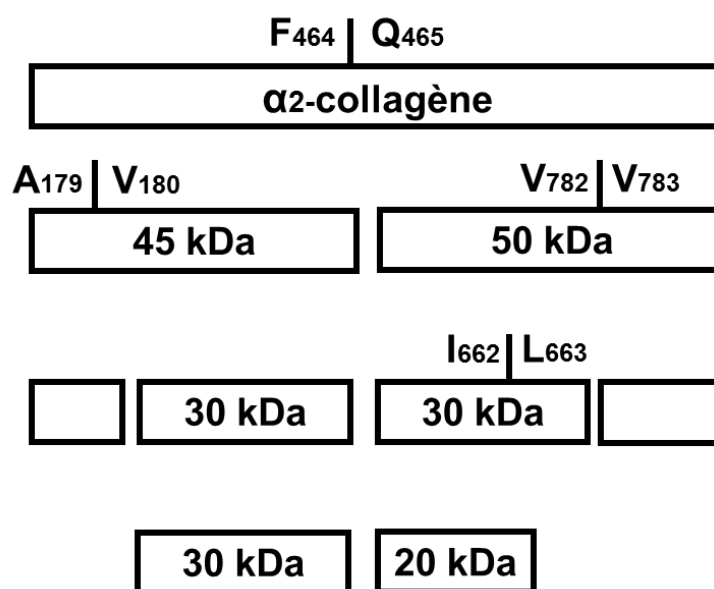 F464 Q465
α2-collagène
A179 V180 V782 V783
45 kDa 50 kDa
I662 L663
30 kDa 30 kDa
30 kDa 20 kDa